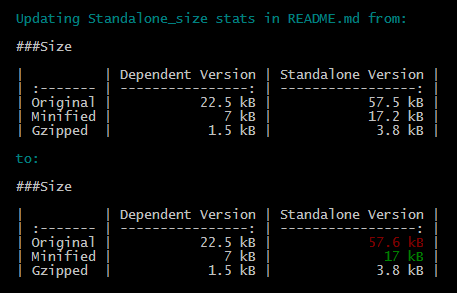 Updating Standalone_size stats in README.md from:
###Size
|          | Dependent Version | Standalone Version |
| :------- | ----------------: | -----------------: |
| Original |           22.5 kB |            57.5 kB |
| Minified |              7 kB |            17.2 kB |
| Gzipped  |            1.5 kB |             3.8 kB |
to:
###Size
|          | Dependent Version | Standalone Version |
| :------- | ----------------: | -----------------: |
| Original |           22.5 kB |            57.6 kB |
| Minified |              7 kB |              17 kB |
| Gzipped  |            1.5 kB |             3.8 kB |